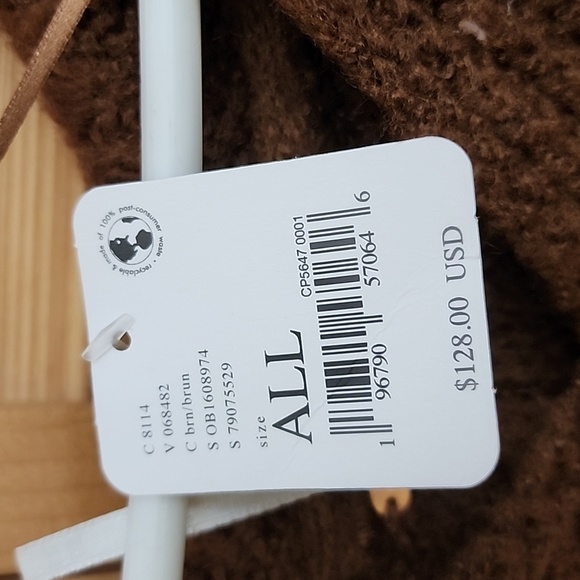 made of 100% post-consumer waste • recyclable &
C 8114
V 068482
C brn/brun
S OB1608974
S 79075529
size
ALL
CP5647 0001
1 96790 57064 6
$128.00 USD